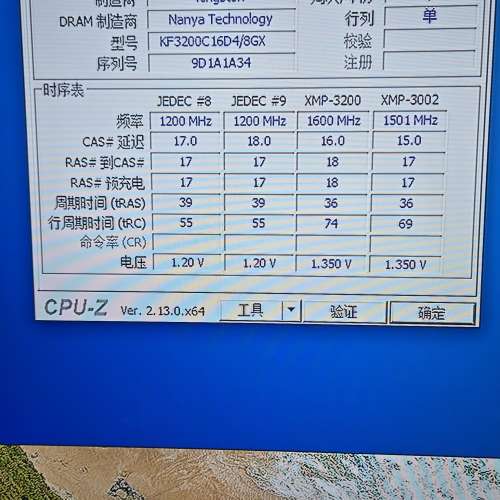 DRAM 制造商 Nanya Technology 行列 单
型号 KF3200C16D4/8GX 校验
序列号 9D1A1A34 注册
时序表
JEDEC #8 JEDEC #9 XMP-3200 XMP-3002
频率 1200 MHz 1200 MHz 1600 MHz 1501 MHz
CAS# 延迟 17.0 18.0 16.0 15.0
RAS# 到CAS# 17 17 18 17
RAS# 预充电 17 17 18 17
周期时间 (tRAS) 39 39 36 36
行周期时间 (tRC) 55 55 74 69
命令率 (CR)
电压 1.20 V 1.20 V 1.350 V 1.350 V
CPU-Z Ver. 2.13.0.x64 工具 验证 确定